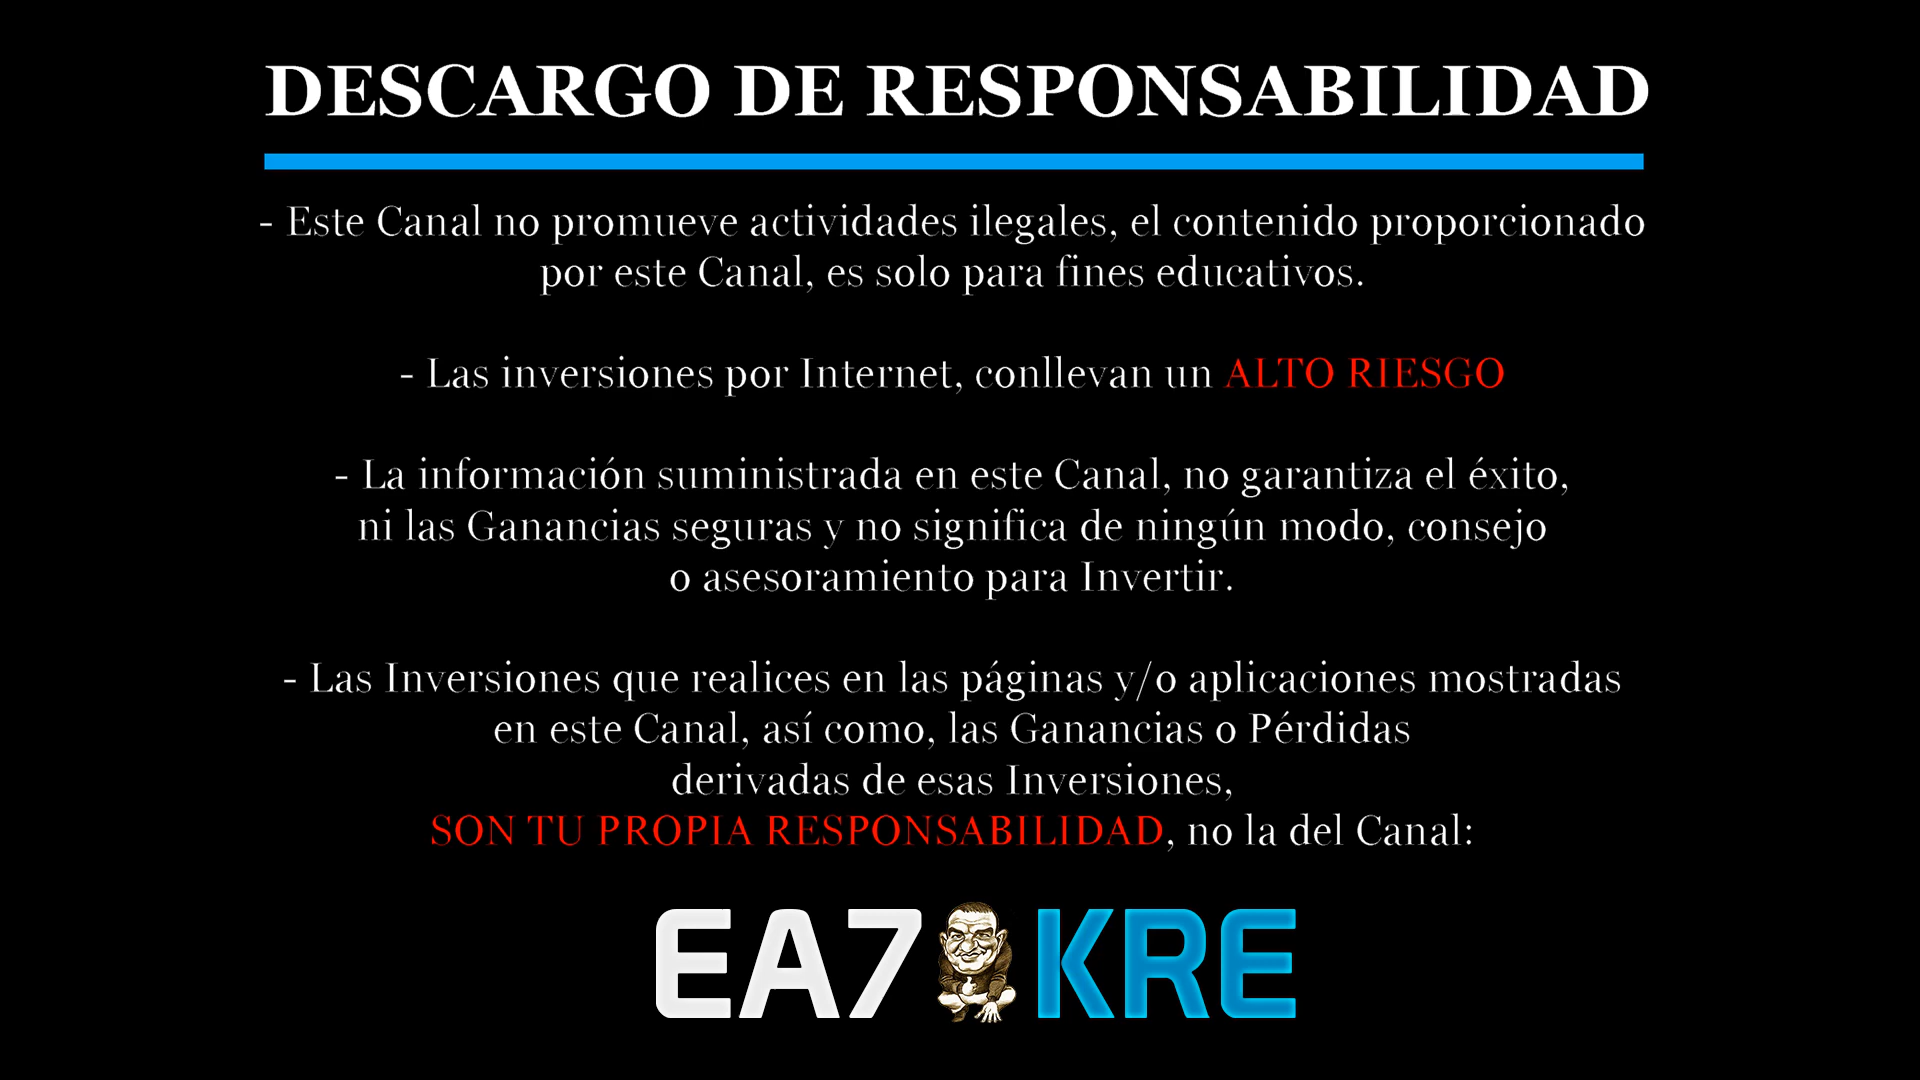 DESCARGO DE RESPONSABILIDAD
- Este Canal no promueve actividades ilegales, el contenido proporcionado
por este Canal, es solo para fines educativos.
- Las inversiones por Internet, conllevan un ALTO RIESGO
- La información suministrada en este Canal, no garantiza el éxito,
ni las Ganancias seguras y no significa de ningún modo, consejo
o asesoramiento para Invertir.
- Las Inversiones que realices en las páginas y/o aplicaciones mostradas
en este Canal, así como, las Ganancias o Pérdidas
derivadas de esas Inversiones,
SON TU PROPIA RESPONSABILIDAD, no la del Canal:
EA7 KRE